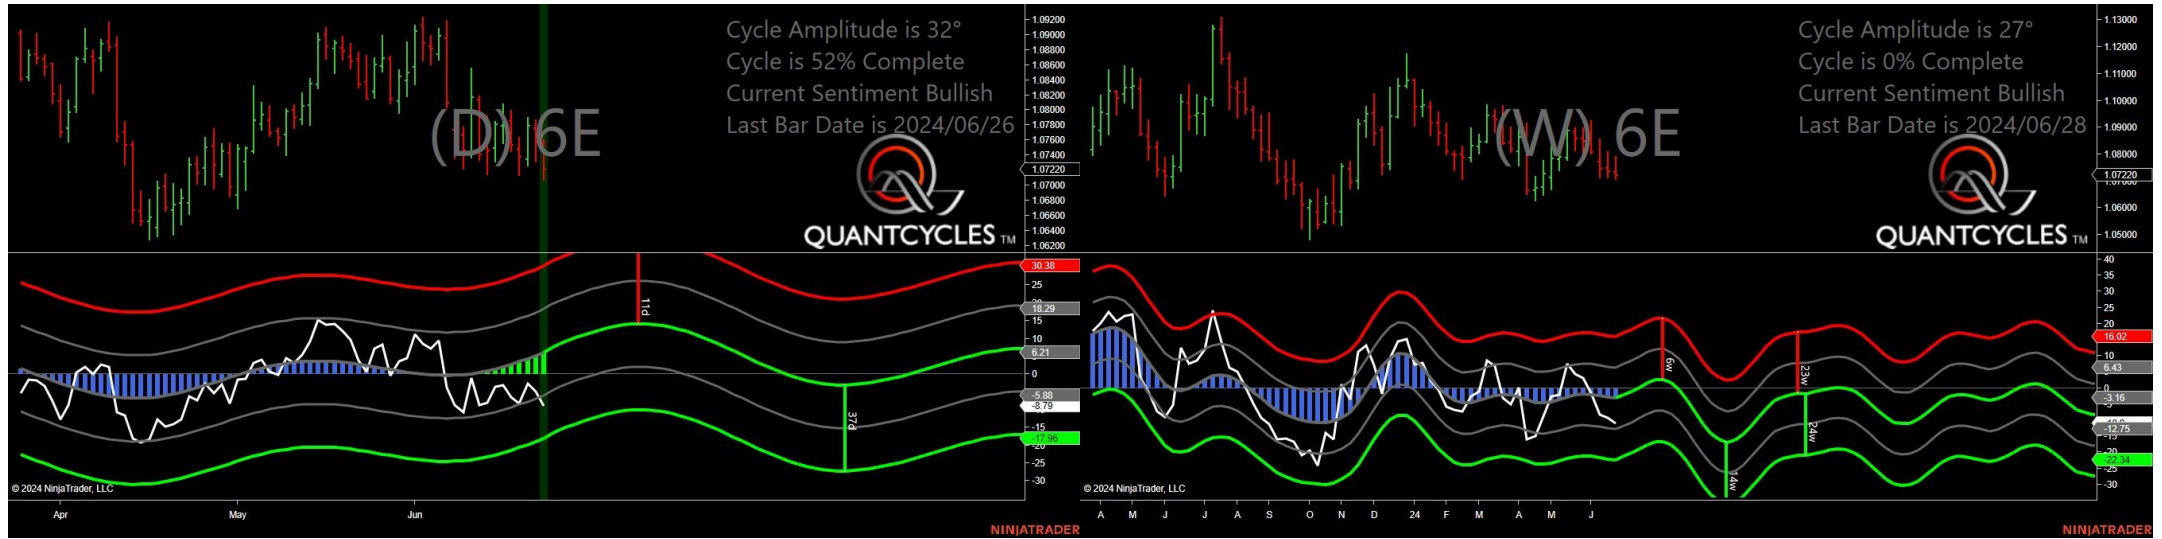 Cycle Amplitude is 32°
Cycle is 52% Complete
Current Sentiment Bullish
Last Bar Date is 2024/06/26
(D) 6E
QUANTCYCLES TM
1.09200
1.09000
1.08800
1.08600
1.08400
1.08200
1.08000
1.07800
1.07600
1.07400
1.07220
1.07000
1.06800
1.06600
1.06400
1.06200
30.38
25
18.29
15
10
6.21
0
-5.88
-8.79
-15
-17.96
-25
-30
11d
37d
© 2024 NinjaTrader, LLC
Apr
May
Jun
NINJATRADER
Cycle Amplitude is 27°
Cycle is 0% Complete
Current Sentiment Bullish
Last Bar Date is 2024/06/28
(W) 6E
QUANTCYCLES TM
1.13000
1.12000
1.11000
1.10000
1.09000
1.08000
1.07220
1.06000
1.05000
40
35
30
25
20
16.02
10
6.43
0
-3.16
-12.75
-15
-22.34
-25
-30
6w
23w
24w
14w
© 2024 NinjaTrader, LLC
A M J J A S O N D 24 F M A M J
NINJATRADER